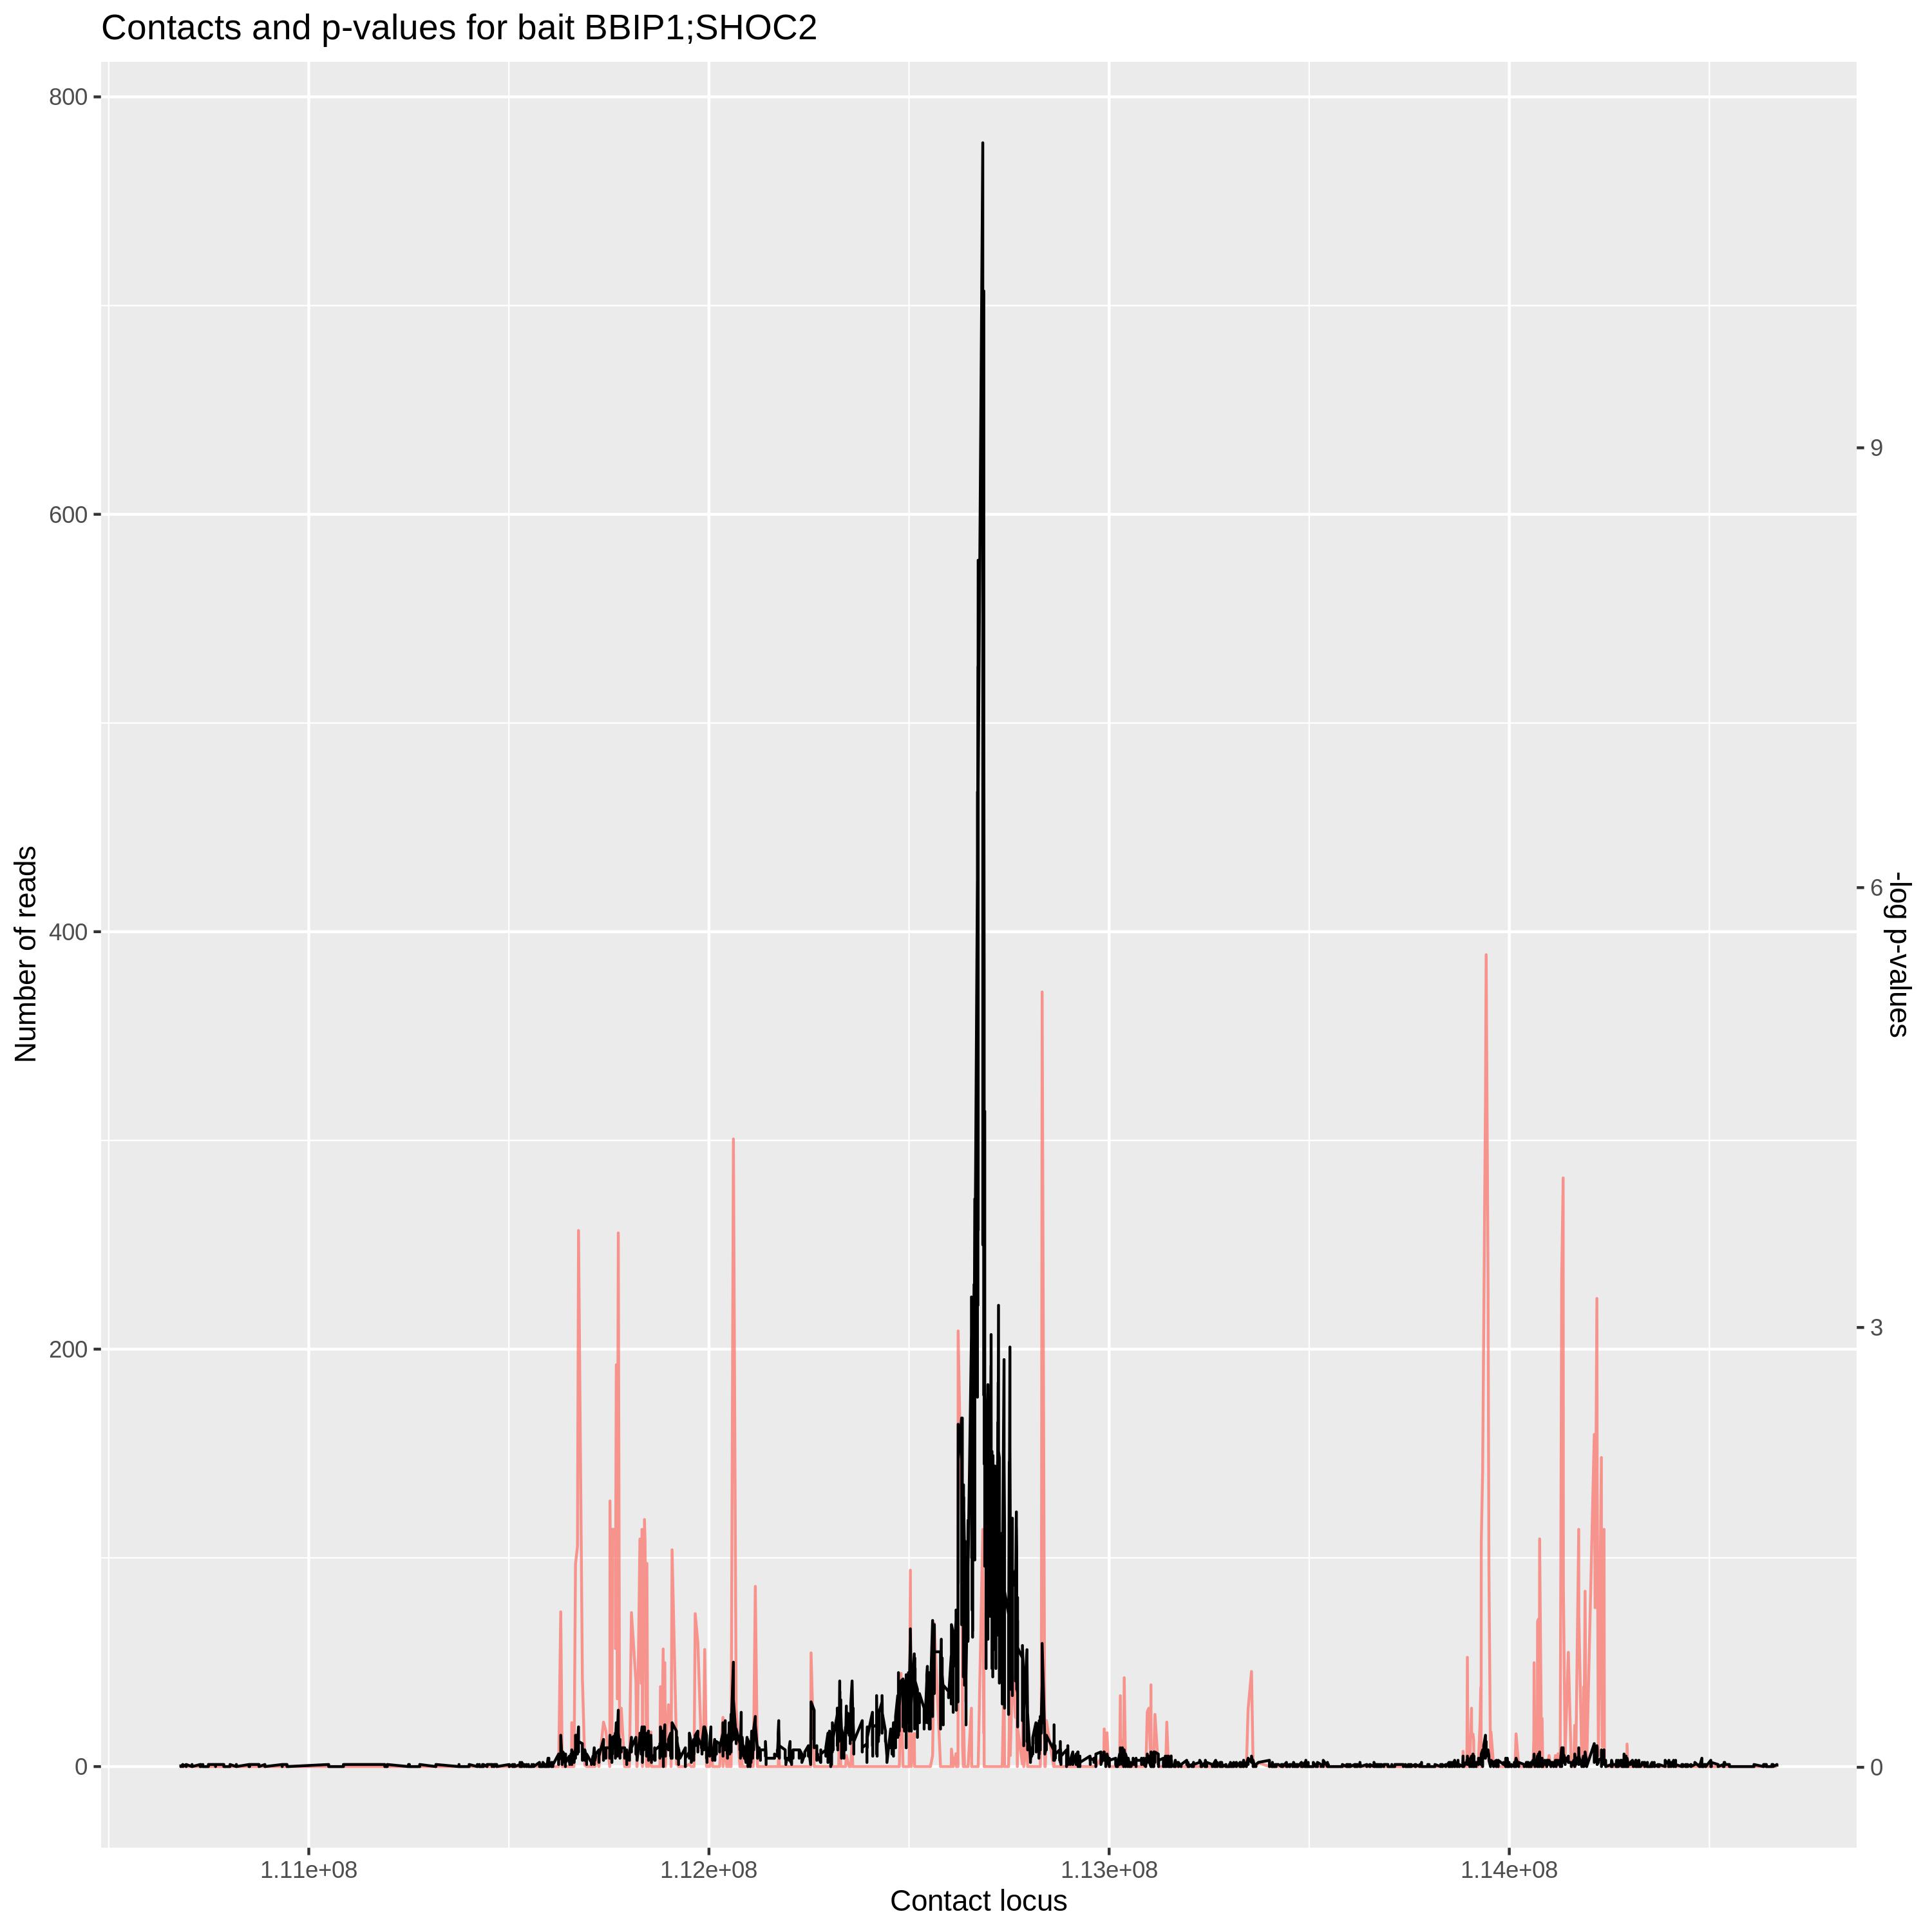 Contacts and p-values for bait BBIP1;SHOC2
800
600
400
200
0
Number of reads
9
6
3
0
-log p-values
1.11e+08
1.12e+08
1.13e+08
1.14e+08
Contact locus